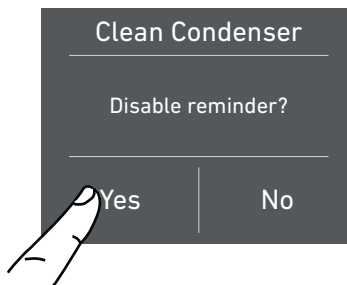 Clean Condenser
Disable reminder?
Yes
No